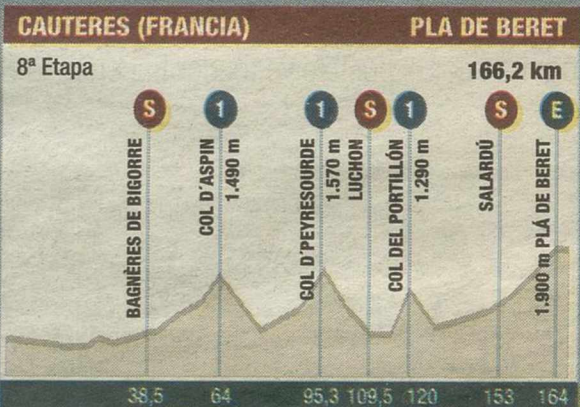 CAUTERES (FRANCIA)
PLA DE BERET
8ª Etapa
166,2 km
S
1
1
S
1
S
E
BAGNÈRES DE BIGORRE
COL D´ASPIN
1.490 m
COL D´PEYRESOURDE
1.570 m
LUCHON
COL DEL PORTILLÓN
1.290 m
SALARDÚ
1.900 m PLÁ DE BERET
38,5
64
95,3
109,5
120
153
164